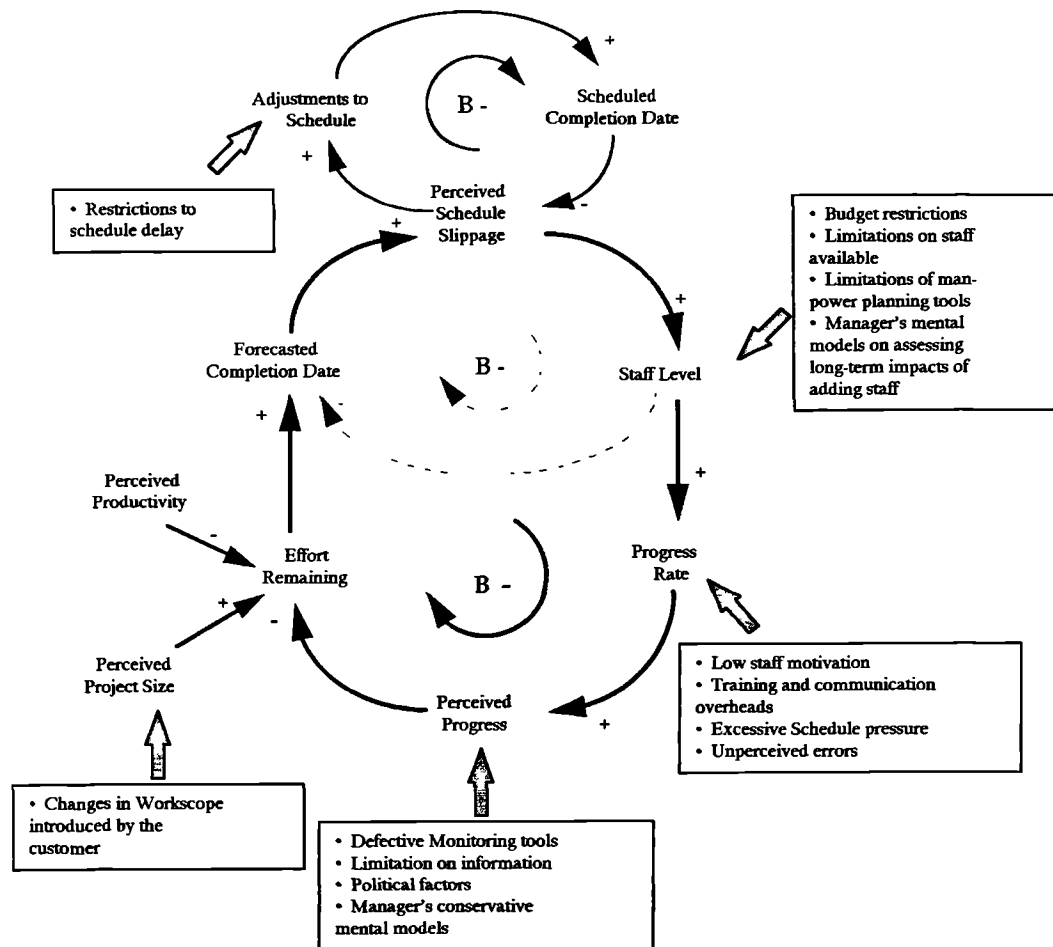 +
Adjustments to
Schedule
B -
Scheduled
Completion Date
+
• Restrictions to
schedule delay
Perceived
Schedule
Slippage
-
+
• Budget restrictions
• Limitations on staff
available
• Limitations of man-
power planning tools
• Manager's mental
models on assessing
long-term impacts of
adding staff
+
Forecasted
Completion Date
B -
Staff Level
-
+
+
Perceived
Productivity
-
Effort
Remaining
B -
Progress
Rate
+
-
Perceived
Project Size
Perceived
Progress
+
• Low staff motivation
• Training and communication
overheads
• Excessive Schedule pressure
• Unperceived errors
• Changes in Workscope
introduced by the
customer
• Defective Monitoring tools
• Limitation on information
• Political factors
• Manager's conservative
mental models